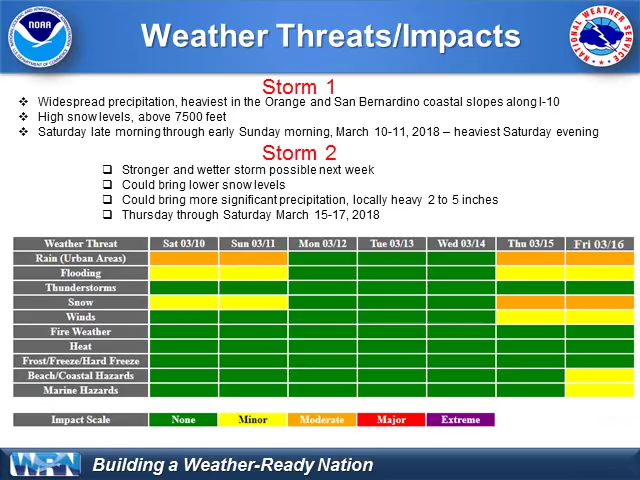 NOAA
Weather Threats/Impacts
NATIONAL WEATHER SERVICE
Storm 1
❖ Widespread precipitation, heaviest in the Orange and San Bernardino coastal slopes along I-10
❖ High snow levels, above 7500 feet
❖ Saturday late morning through early Sunday morning, March 10-11, 2018 – heaviest Saturday evening
Storm 2
❑ Stronger and wetter storm possible next week
❑ Could bring lower snow levels
❑ Could bring more significant precipitation, locally heavy 2 to 5 inches
❑ Thursday through Saturday March 15-17, 2018
Weather Threat Sat 03/10 Sun 03/11 Mon 03/12 Tue 03/13 Wed 03/14 Thu 03/15 Fri 03/16
Rain (Urban Areas)
Flooding
Thunderstorms
Snow
Winds
Fire Weather
Heat
Frost/Freeze/Hard Freeze
Beach/Coastal Hazards
Marine Hazards
Impact Scale None Minor Moderate Major Extreme
WRN Building a Weather-Ready Nation